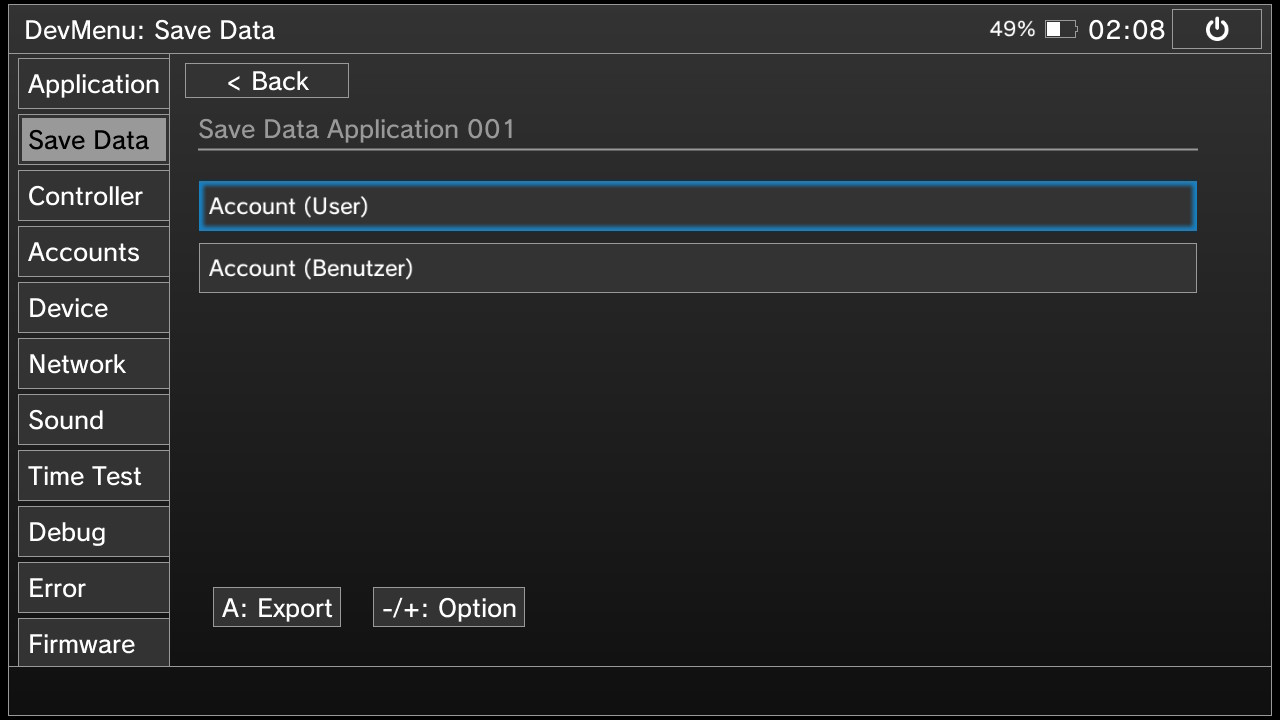 DevMenu: Save Data
49%
02:08
Application
Save Data
Controller
Accounts
Device
Network
Sound
Time Test
Debug
Error
Firmware
< Back
Save Data Application 001
Account (User)
Account (Benutzer)
A: Export
-/+: Option